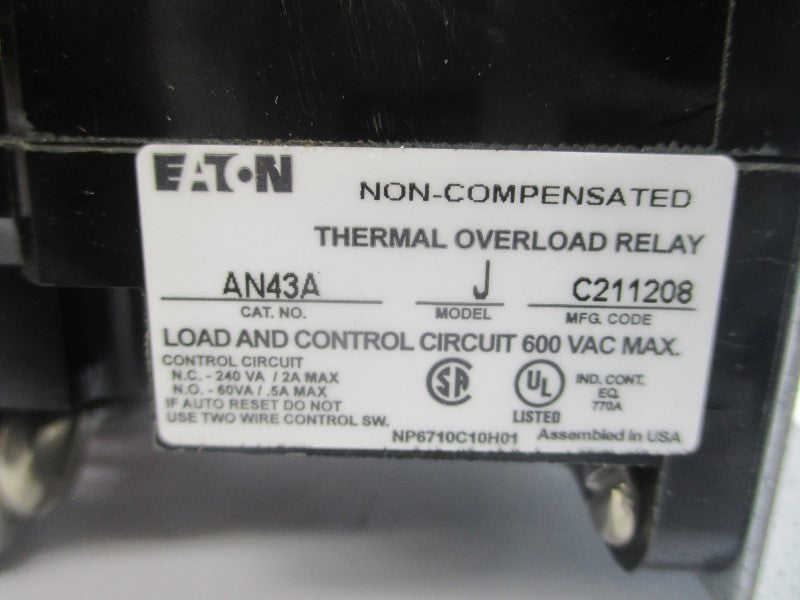 EATON
NON-COMPENSATED
THERMAL OVERLOAD RELAY
AN43A J C211208
CAT. NO. MODEL MFG. CODE
LOAD AND CONTROL CIRCUIT 600 VAC MAX.
CONTROL CIRCUIT
N.C. - 240 VA / 2A MAX
N.O. - 60VA / .5A MAX
IF AUTO RESET DO NOT
USE TWO WIRE CONTROL SW.
SA
UL
LISTED
IND. CONT.
EQ.
770A
NP6710C10H01 Assembled in USA